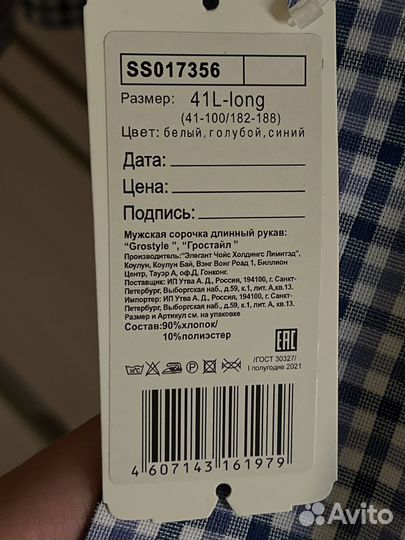 SS017356
Размер: 41L-long
(41-100/182-188)
Цвет: белый, голубой, синий
Дата:
Цена:
Подпись:
Мужская сорочка длинный рукав:
"Grostyle ", "Гростайл "
Производитель:"Элегант Чойс Холдингс Лимитэд",
Коулун, Коулун Бай, Вэнг Вонг Роад 1, Биллион
Центр, Тауэр А, оф.Д, Гонконг.
Поставщик: ИП Утва А. Д., Россия, 194100, г. Санкт-
Петербург, Выборгская наб., д.59, к.1, лит. А, кв.13.
Импортер: ИП Утва А. Д., Россия, 194100, г. Санкт-
Петербург, Выборгская наб., д.59, к.1, лит. А, кв.13.
Размер и Артикул см. на упаковке
Состав:90%хлопок/
10%полиэстер
EAC
/ГОСТ 30327/
I полугодие 2021
4 607143 161979
Avito